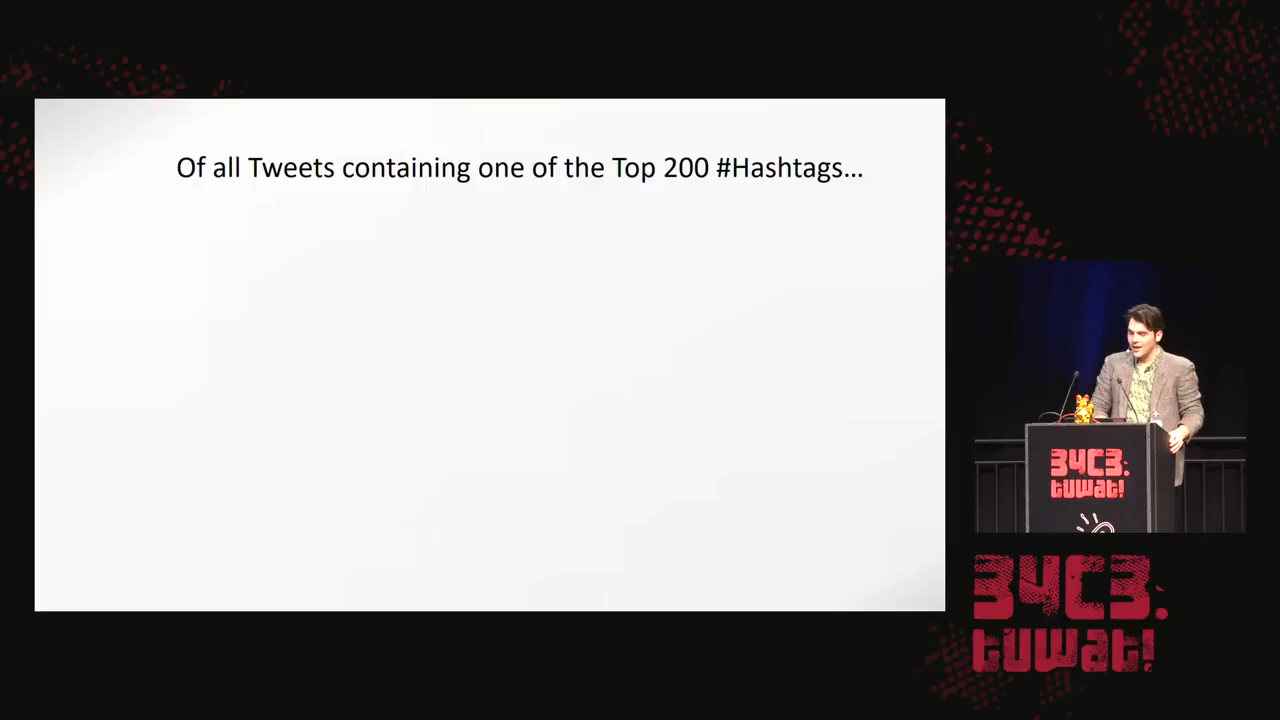 Of all Tweets containing one of the Top 200 #Hashtags...
34C3:
tuwat!
34C3:
tuwat!